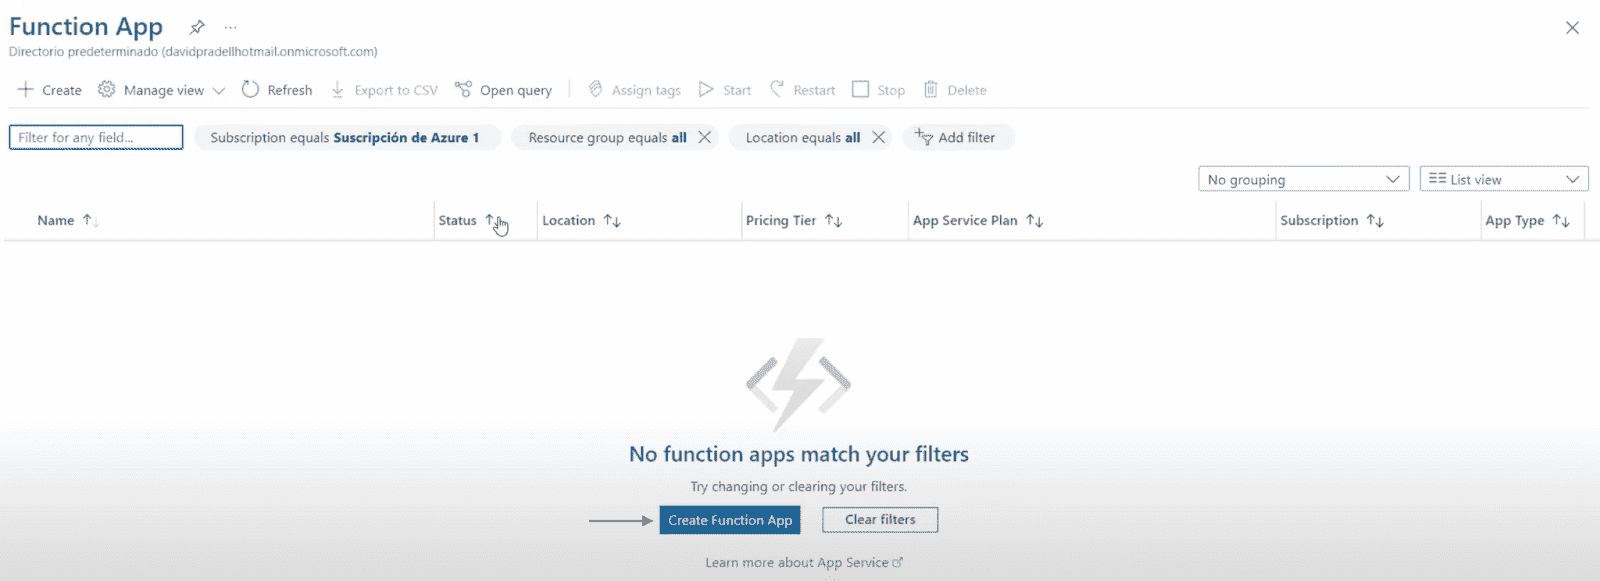 Function App ...
Directorio predeterminado (davidpradellhotmail.onmicrosoft.com)
Create Manage view Refresh Export to CSV Open query Assign tags Start Restart Stop Delete
Filter for any field... Subscription equals Suscripción de Azure 1 Resource group equals all Location equals all Add filter
No grouping List view
Name Status Location Pricing Tier App Service Plan Subscription App Type
No function apps match your filters
Try changing or clearing your filters.
Create Function App Clear filters
Learn more about App Service